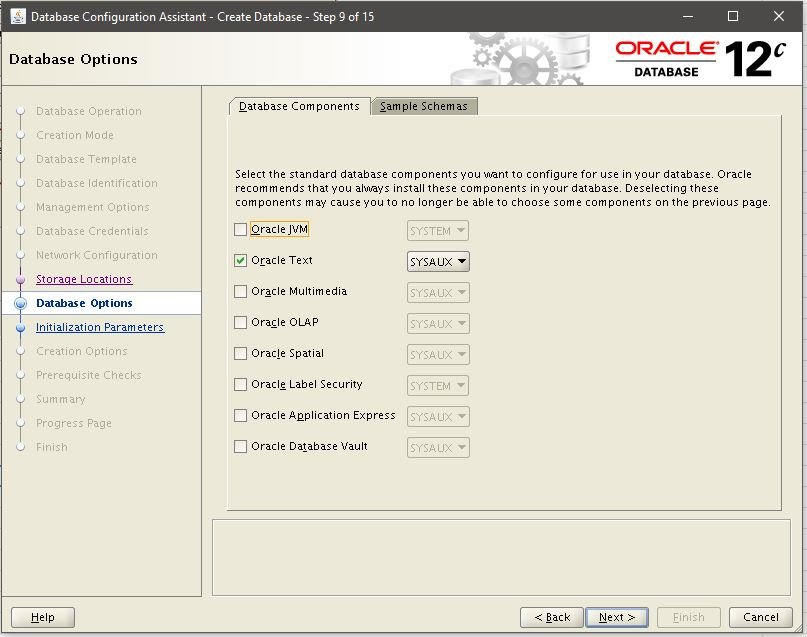 Database Configuration Assistant - Create Database - Step 9 of 15
Database Options
ORACLE®
DATABASE
12c
Database Operation
Creation Mode
Database Template
Database Identification
Management Options
Database Credentials
Network Configuration
Storage Locations
Database Options
Initialization Parameters
Creation Options
Prerequisite Checks
Summary
Progress Page
Finish
Database Components
Sample Schemas
Select the standard database components you want to configure for use in your database. Oracle
recommends that you always install these components in your database. Deselecting these
components may cause you to no longer be able to choose some components on the previous page.
Oracle JVM SYSTEM
Oracle Text SYSAUX
Oracle Multimedia SYSAUX
Oracle OLAP SYSAUX
Oracle Spatial SYSAUX
Oracle Label Security SYSTEM
Oracle Application Express SYSAUX
Oracle Database Vault SYSAUX
Help
< Back
Next >
Finish
Cancel